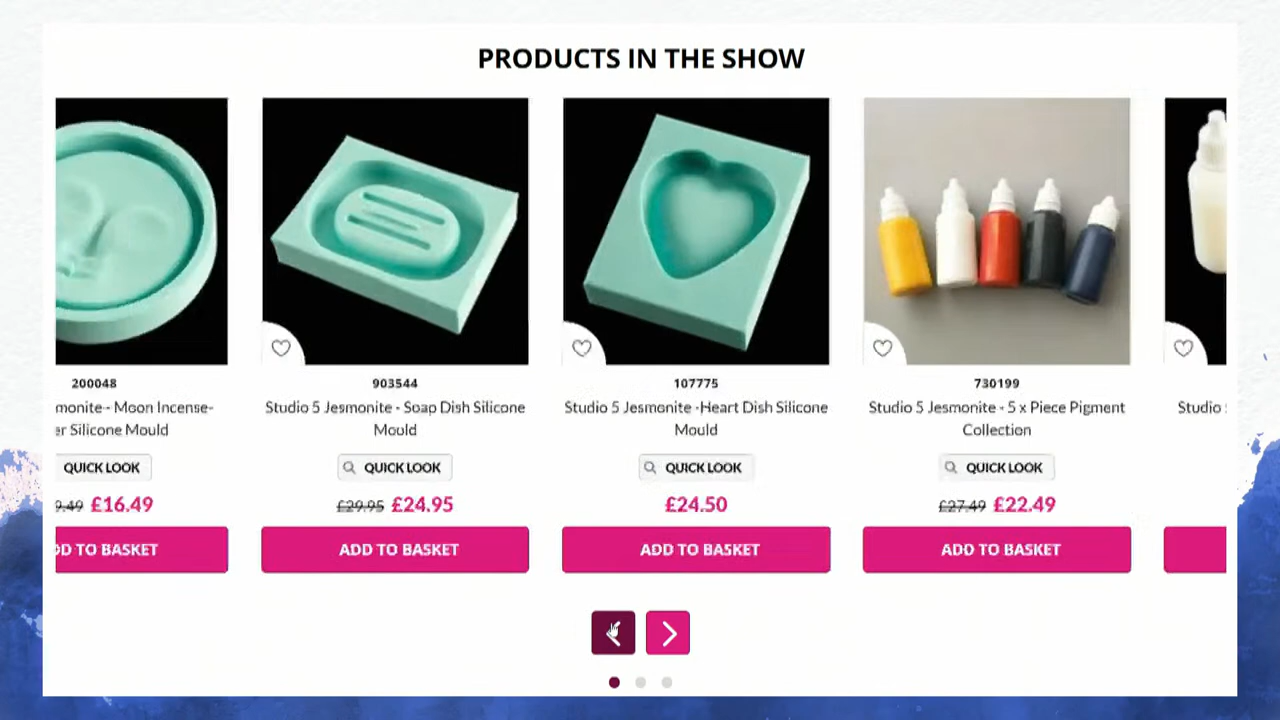 PRODUCTS IN THE SHOW
200048
- Moon Incense-
Silicone Mould
QUICK LOOK
£16.49
TO BASKET
903544
Studio 5 Jesmonite - Soap Dish Silicone
Mould
QUICK LOOK
£29.95 £24.95
ADD TO BASKET
107775
Studio 5 Jesmonite -Heart Dish Silicone
Mould
QUICK LOOK
£24.50
ADD TO BASKET
730199
Studio 5 Jesmonite - 5 x Piece Pigment
Collection
QUICK LOOK
£27.49 £22.49
ADD TO BASKET
Studio